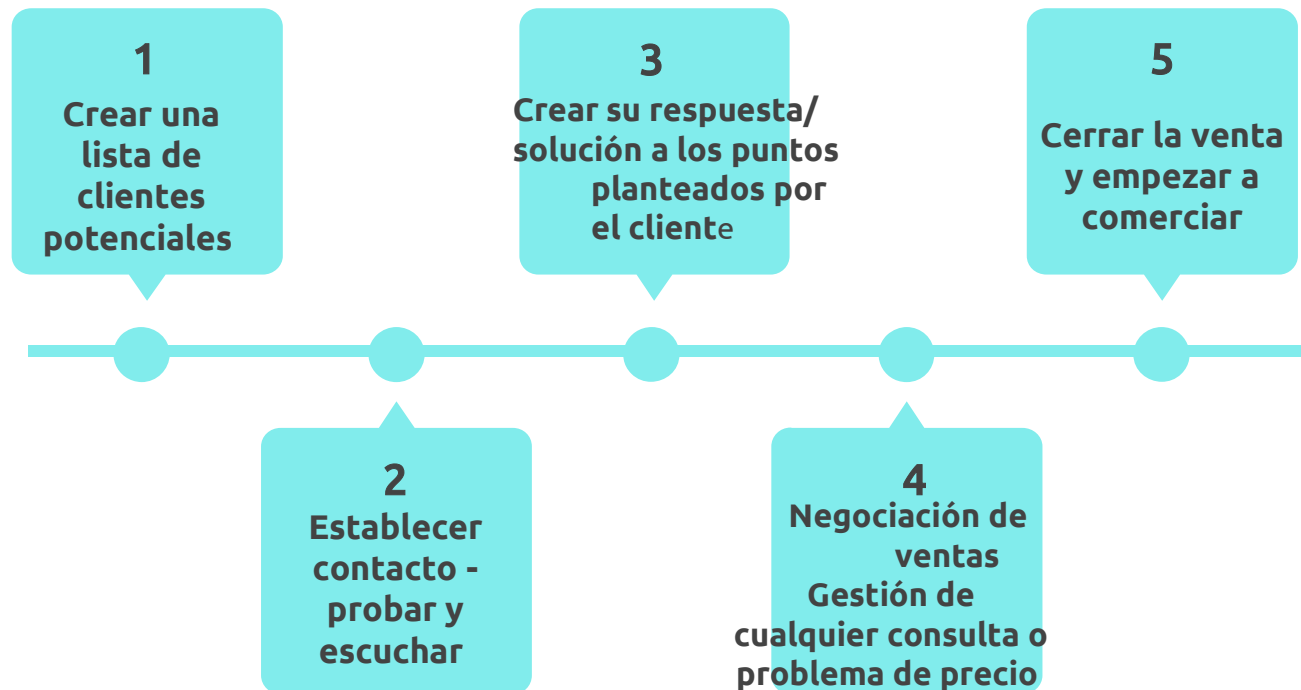 1
Crear una
lista de
clientes
potenciales
2
Establecer
contacto -
probar y
escuchar
3
Crear su respuesta/
solución a los puntos
planteados por
el cliente
4
Negociación de
ventas
Gestión de
cualquier consulta o
problema de precio
5
Cerrar la venta
y empezar a
comerciar